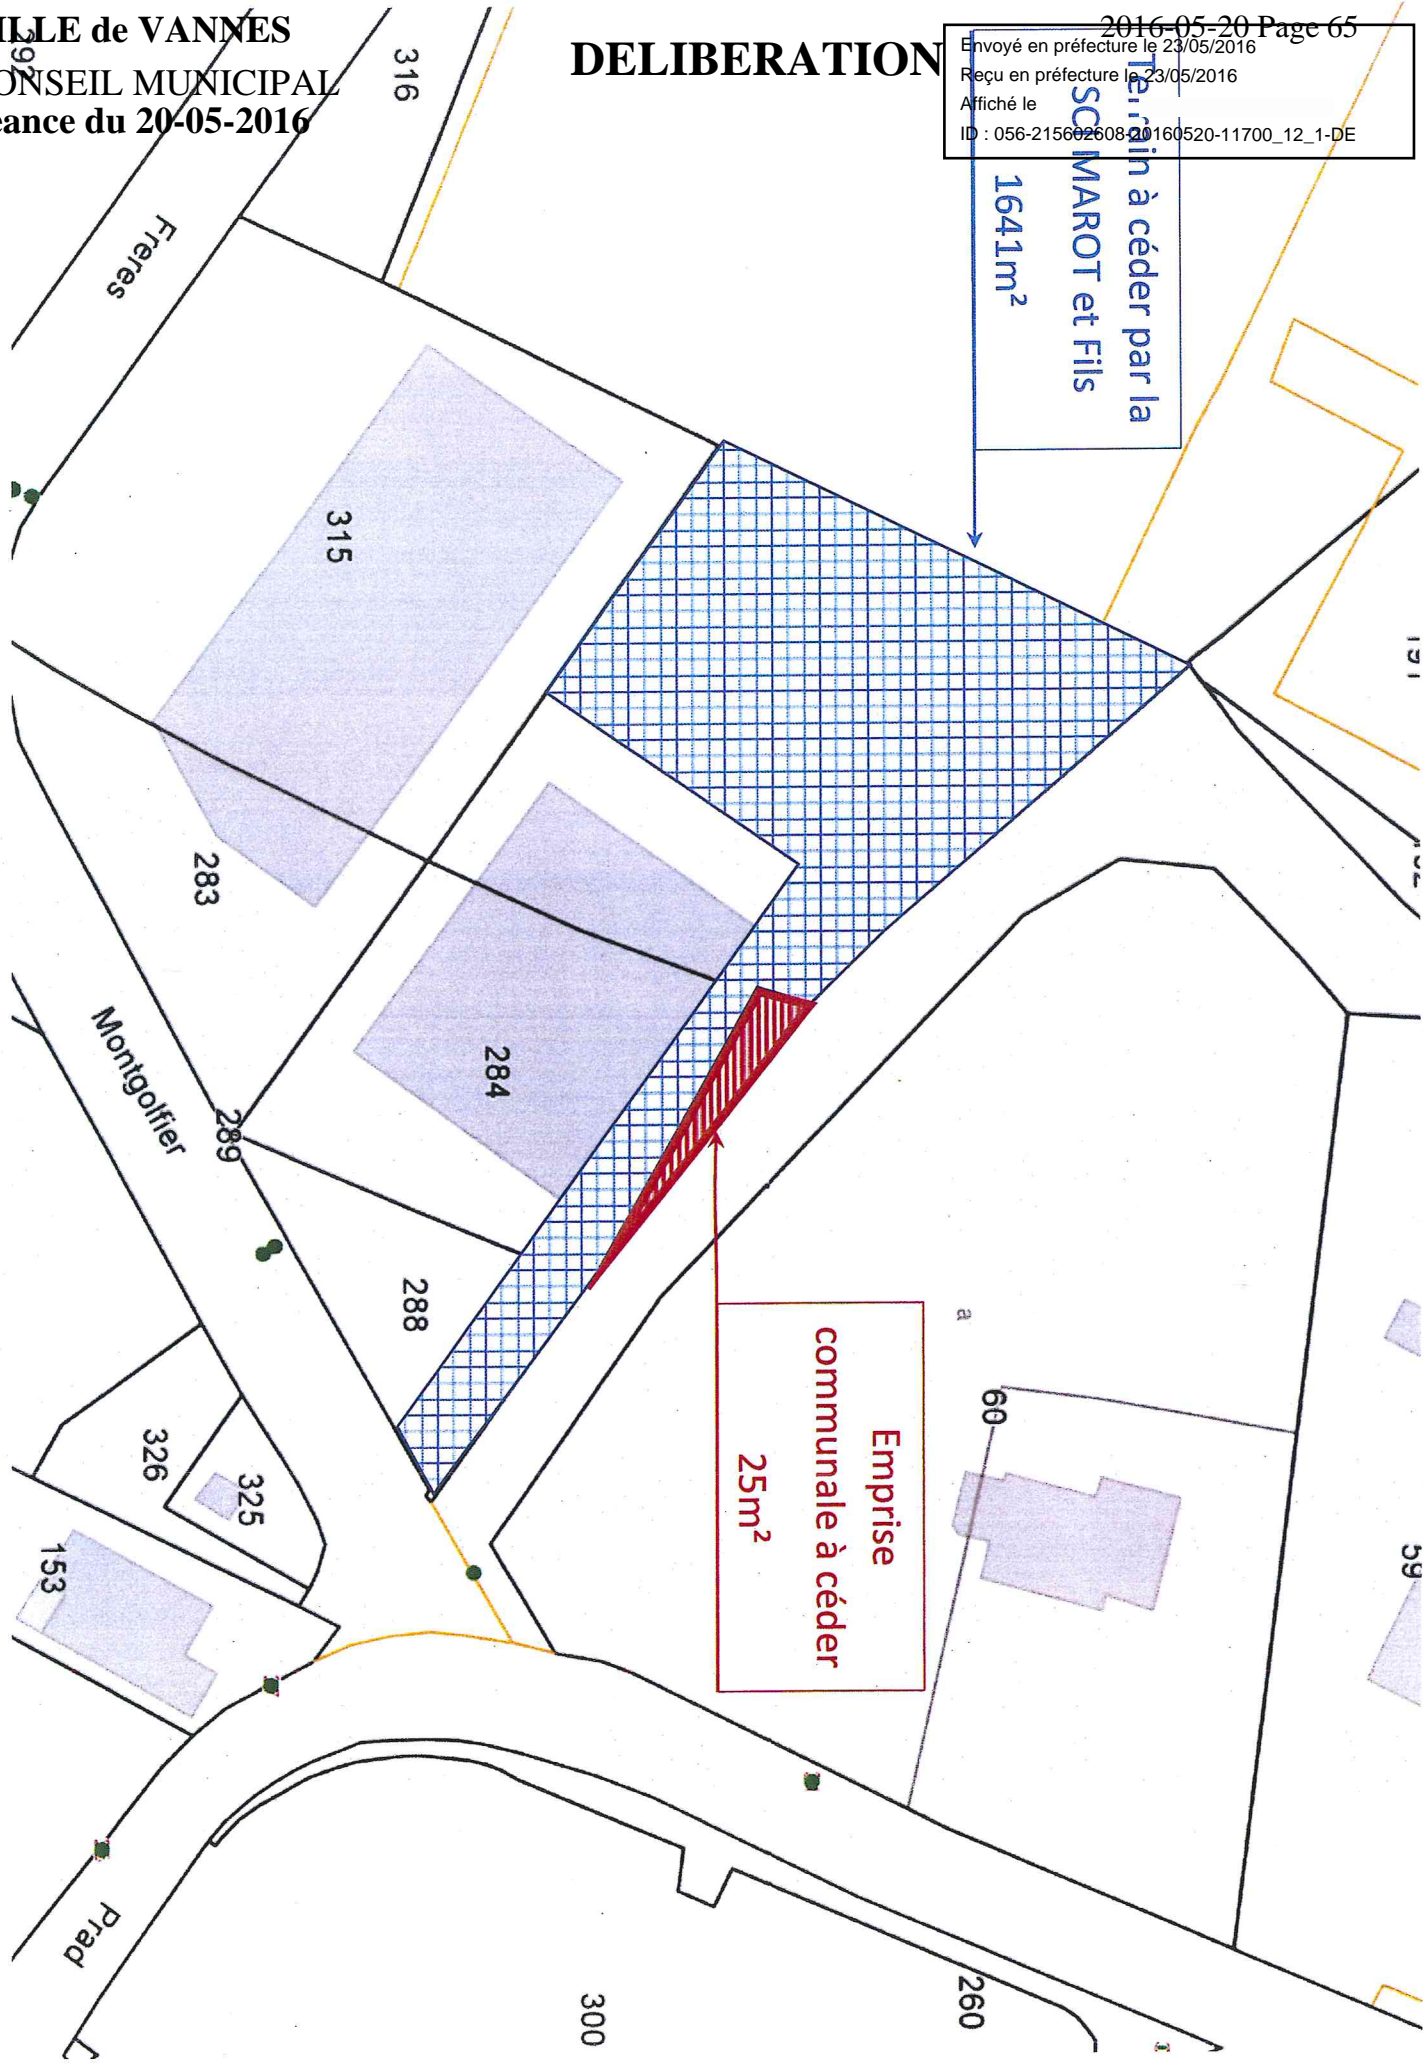 ILLE de VANNES
ONSEIL MUNICIPAL
eance du 20-05-2016
DELIBERATION
2016-05-20 Page 65
Envoyé en préfecture le 23/05/2016
Reçu en préfecture le 23/05/2016
Affiché le
ID : 056-215602608-20160520-11700_12_1-DE
Terrain à céder par la
SCI MAROT et Fils
1641m²
292
316
Freres
315
191
283
Montgolfier
284
289
288
Emprise
communale à céder
25m²
a
60
59
326
325
153
Prad
300
260